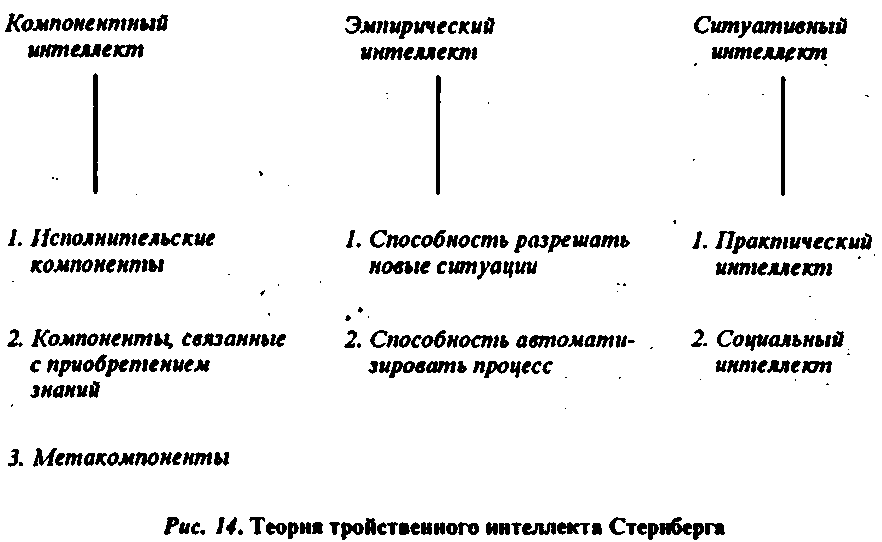 Компонентный
интеллект
1. Исполнительские
компоненты
2. Компоненты, связанные
с приобретением
знаний
3. Метакомпоненты
Эмпирический
интеллект
1. Способность разрешать
новые ситуации
2. Способность автомати-
зировать процесс
Ситуативный
интеллект
1. Практический
интеллект
2. Социальный
интеллект
Рис. 14. Теория тройственного интеллекта Стернберга